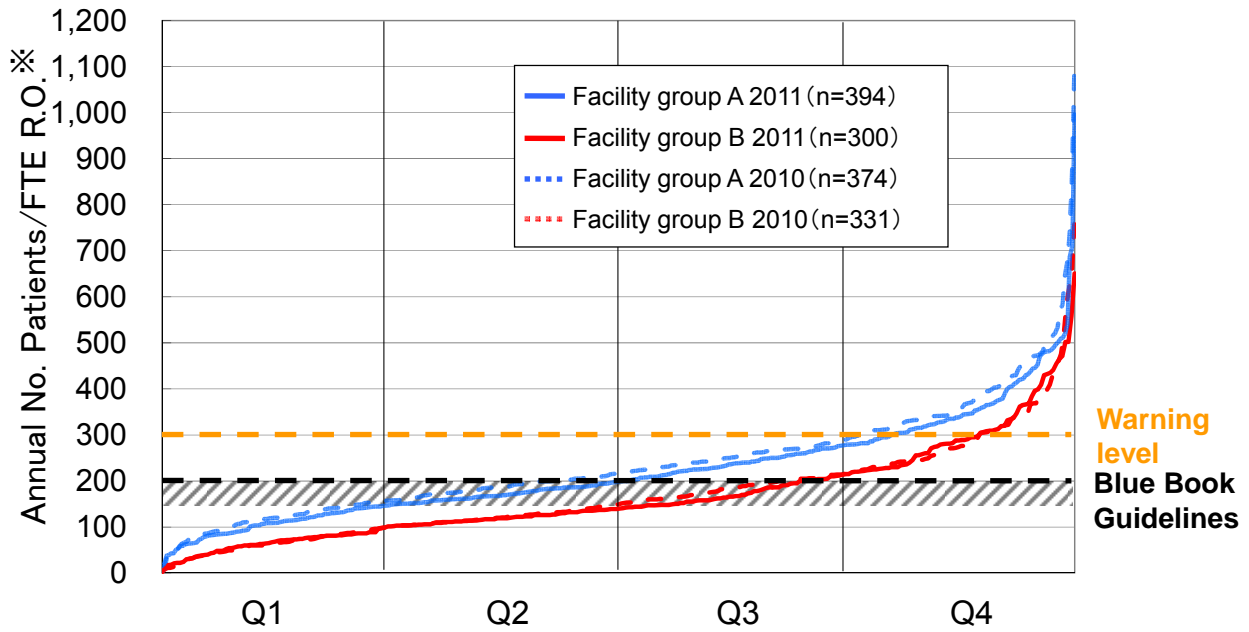 Annual No. Patients/FTE R.O.※
1,200
1,100
1,000
900
800
700
600
500
400
300
200
100
0
Facility group A 2011（n=394）
Facility group B 2011（n=300）
Facility group A 2010（n=374）
Facility group B 2010（n=331）
Warning
level
Blue Book
Guidelines
Q1
Q2
Q3
Q4